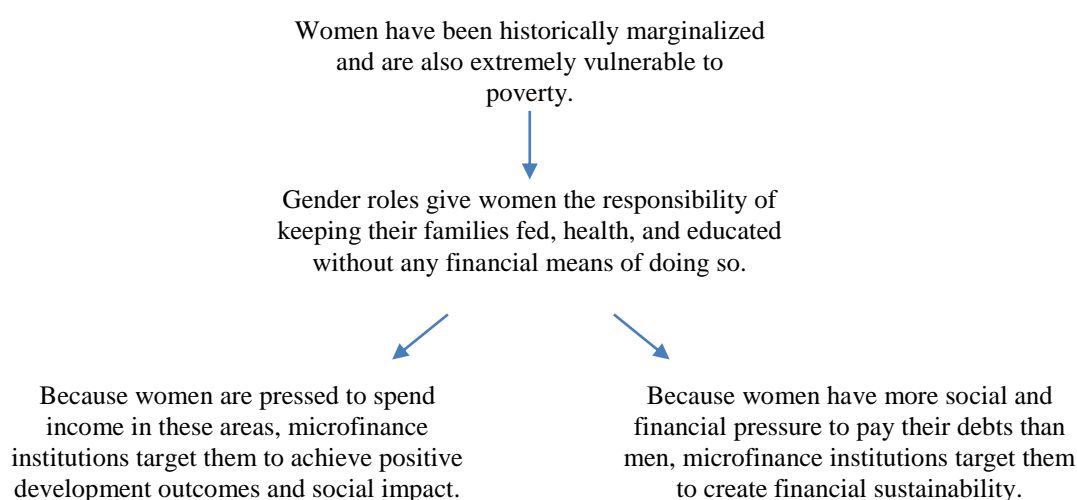 Women have been historically marginalized
and are also extremely vulnerable to
poverty.
Gender roles give women the responsibility of
keeping their families fed, health, and educated
without any financial means of doing so.
Because women are pressed to spend
income in these areas, microfinance
institutions target them to achieve positive
development outcomes and social impact.
Because women have more social and
financial pressure to pay their debts than
men, microfinance institutions target them
to create financial sustainability.